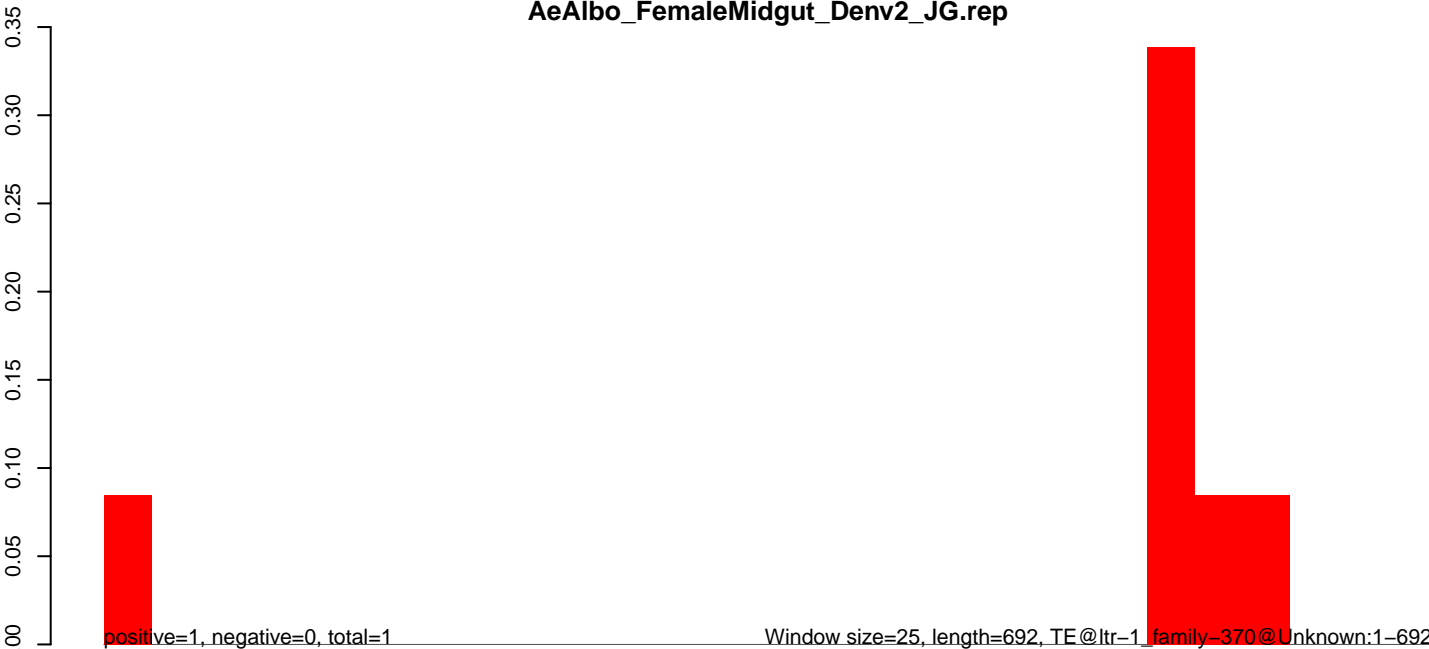 AeAlbo_FemaleMidgut_Denv2_JG.rep
0.35
0.30
0.25
0.20
0.15
0.10
0.05
00
positive=1, negative=0, total=1
Window size=25, length=692, TE@ltr−1_family−370@Unknown:1−692